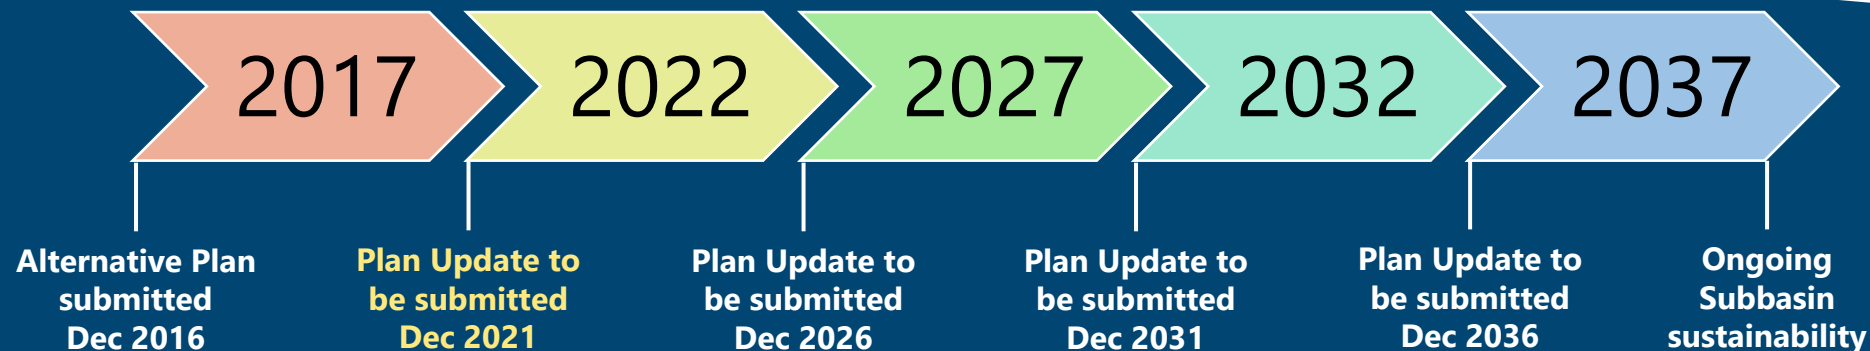 2017
2022
2027
2032
2037
Alternative Plan
submitted
Dec 2016
Plan Update to
be submitted
Dec 2021
Plan Update to
be submitted
Dec 2026
Plan Update to
be submitted
Dec 2031
Plan Update to
be submitted
Dec 2036
Ongoing
Subbasin
sustainability